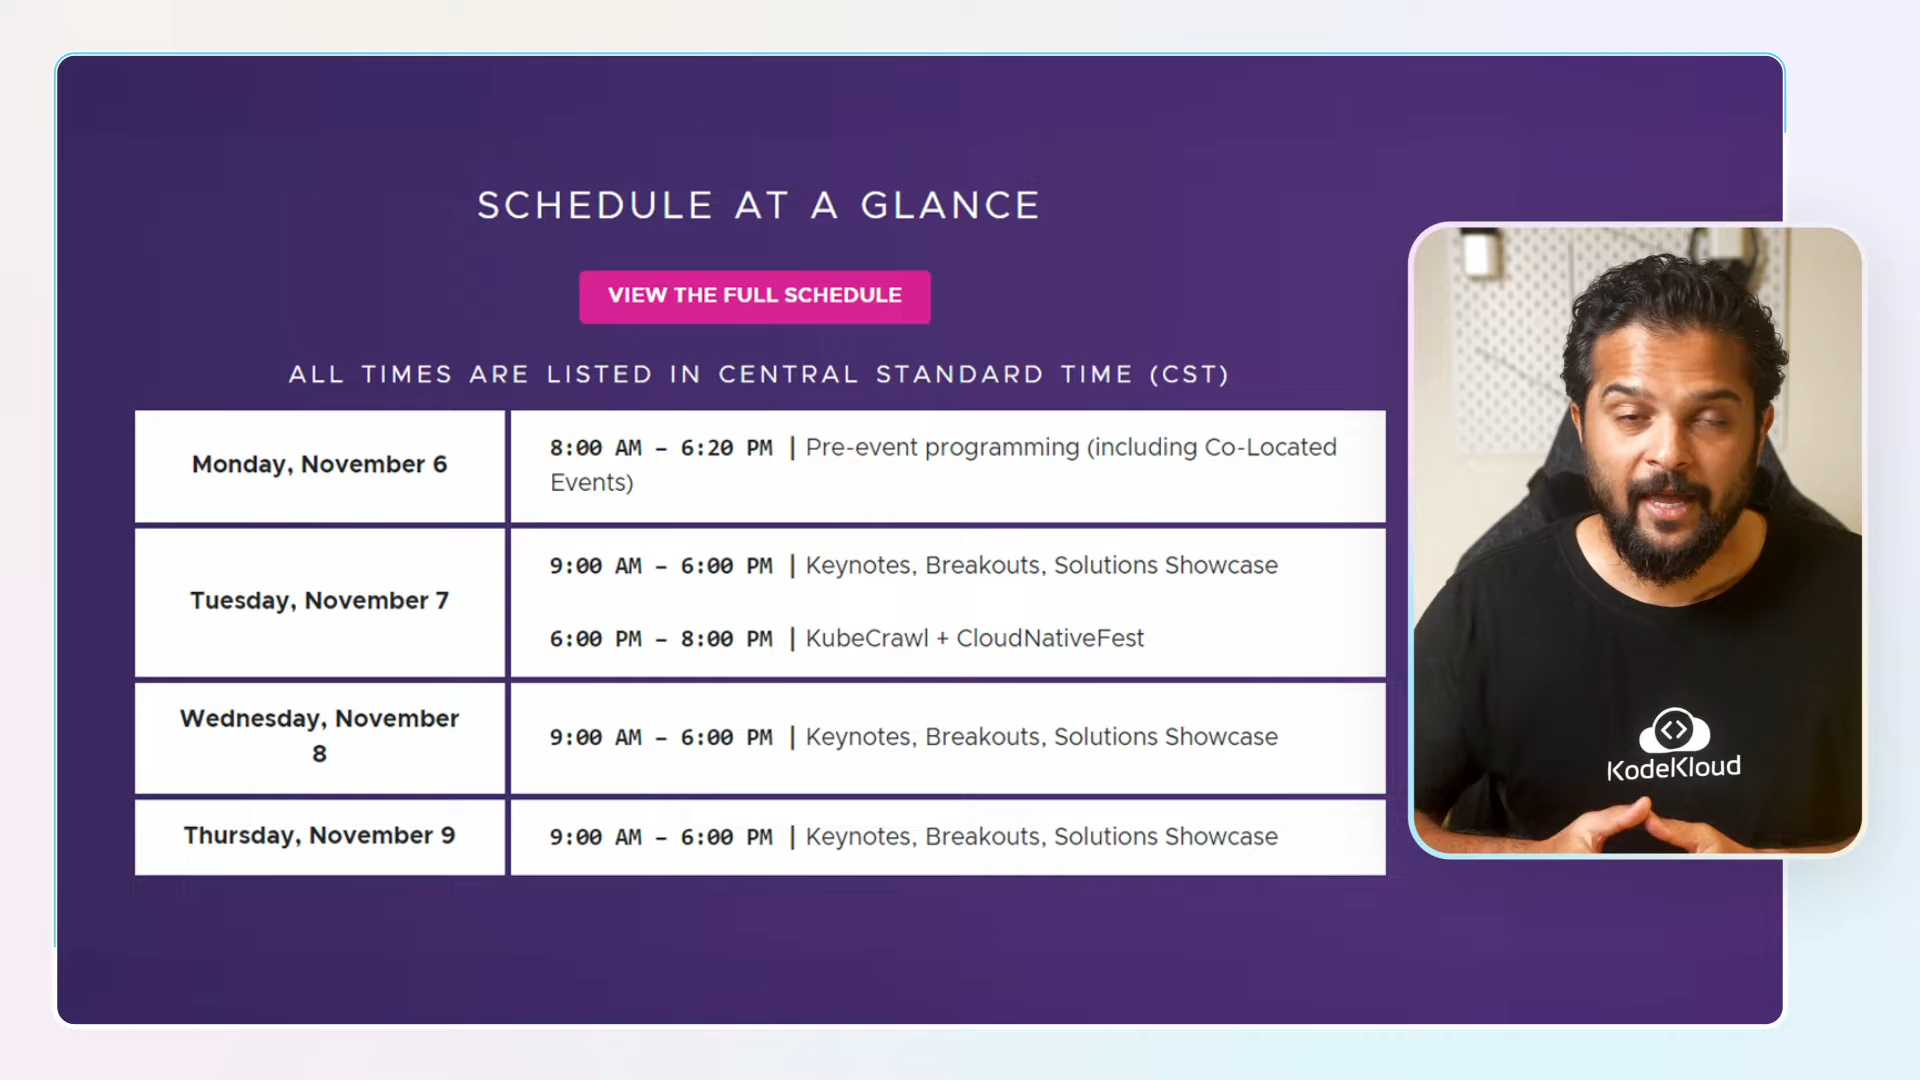 SCHEDULE AT A GLANCE
VIEW THE FULL SCHEDULE
ALL TIMES ARE LISTED IN CENTRAL STANDARD TIME (CST)
Monday, November 6
8:00 AM – 6:20 PM | Pre-event programming (including Co-Located
Events)
Tuesday, November 7
9:00 AM – 6:00 PM | Keynotes, Breakouts, Solutions Showcase
6:00 PM – 8:00 PM | KubeCrawl + CloudNativeFest
Wednesday, November
8
9:00 AM – 6:00 PM | Keynotes, Breakouts, Solutions Showcase
Thursday, November 9
9:00 AM – 6:00 PM | Keynotes, Breakouts, Solutions Showcase
KodeKloud